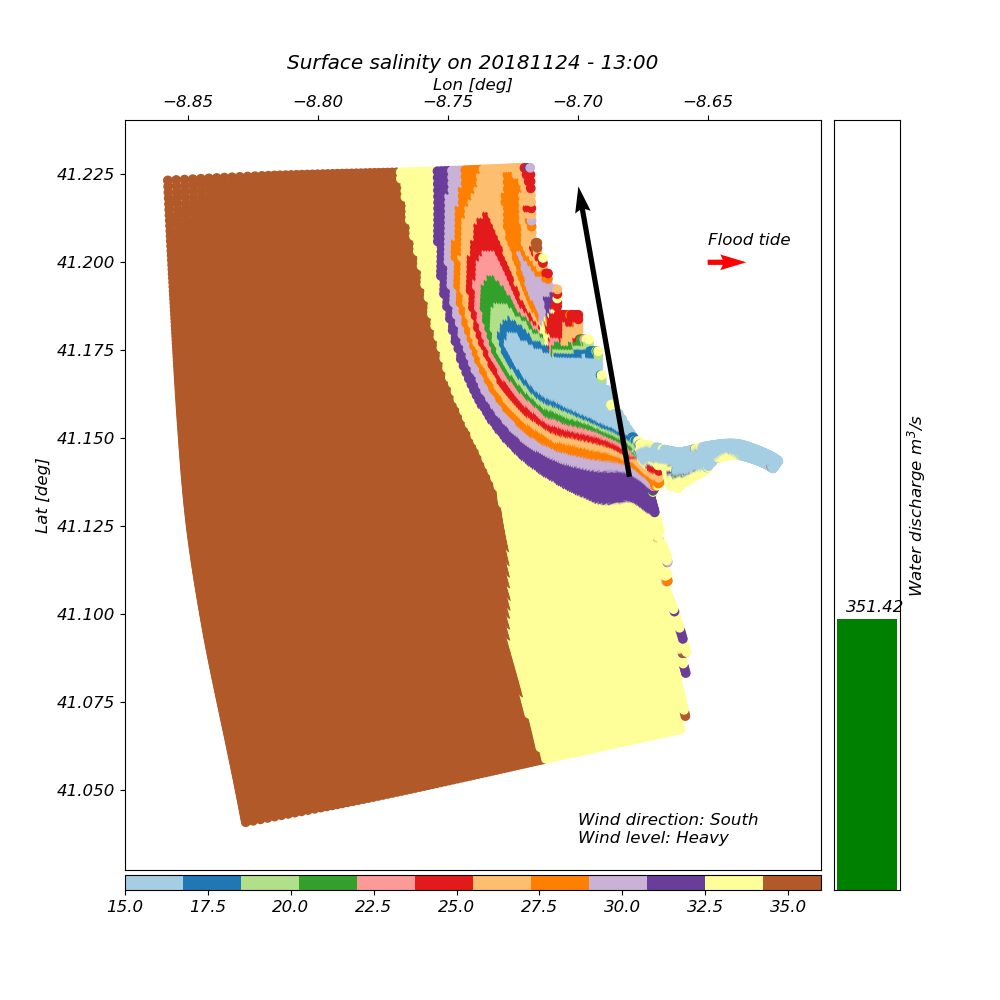 Surface salinity on 20181124 - 13:00
Lon [deg]
−8.85 −8.80 −8.75 −8.70 −8.65
41.225
41.200
41.175
41.150
41.125
41.100
41.075
41.050
Lat [deg]
Flood tide
Wind direction: South
Wind level: Heavy
351.42
Water discharge m³/s
15.0 17.5 20.0 22.5 25.0 27.5 30.0 32.5 35.0